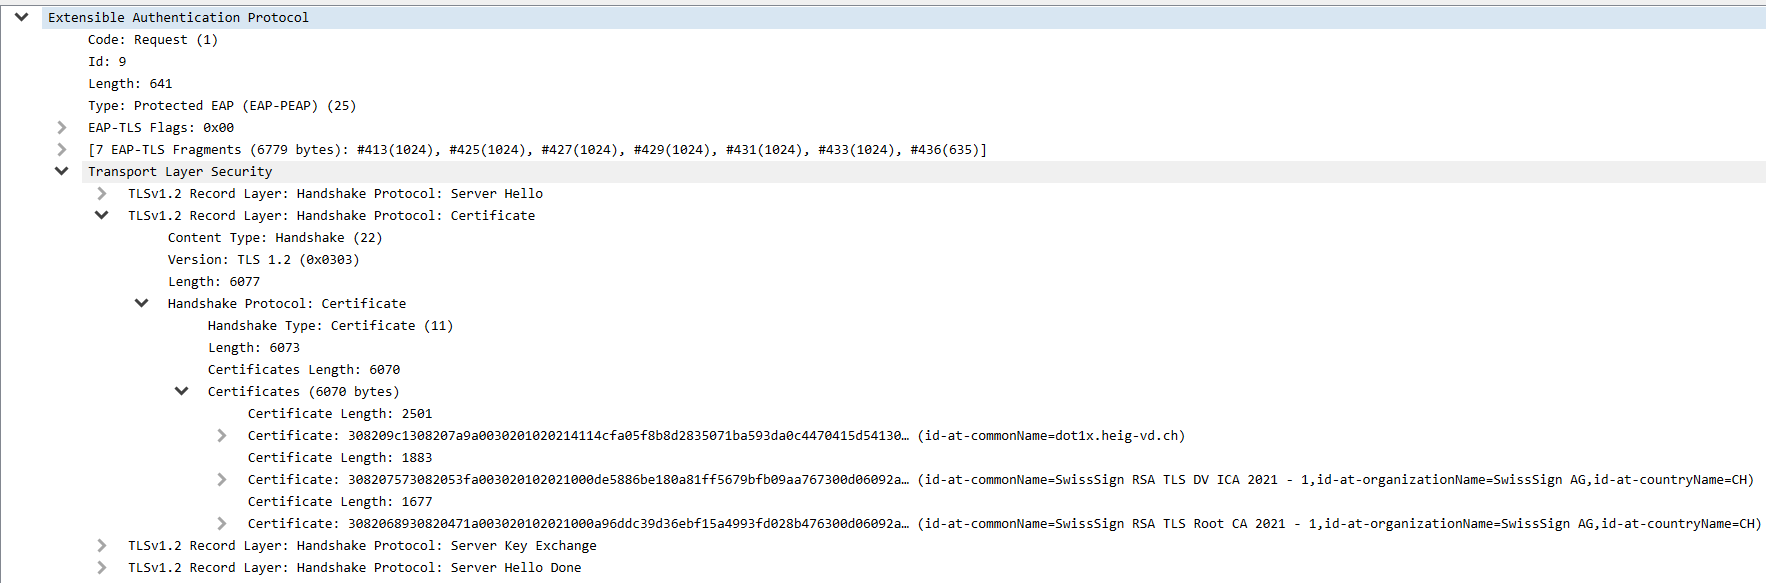 Extensible Authentication Protocol
Code: Request (1)
Id: 9
Length: 641
Type: Protected EAP (EAP-PEAP) (25)
EAP-TLS Flags: 0x00
[7 EAP-TLS Fragments (6779 bytes): #413(1024), #425(1024), #427(1024), #429(1024), #431(1024), #433(1024), #436(635)]
Transport Layer Security
TLSv1.2 Record Layer: Handshake Protocol: Server Hello
TLSv1.2 Record Layer: Handshake Protocol: Certificate
Content Type: Handshake (22)
Version: TLS 1.2 (0x0303)
Length: 6077
Handshake Protocol: Certificate
Handshake Type: Certificate (11)
Length: 6073
Certificates Length: 6070
Certificates (6070 bytes)
Certificate Length: 2501
Certificate: 308209c1308207a9a0030201020214114cfa05f8b8d2835071ba593da0c4470415d54130… (id-at-commonName=dot1x.heig-vd.ch)
Certificate Length: 1883
Certificate: 308207573082053fa003020102021000de5886be180a81ff5679bfb09aa767300d06092a… (id-at-commonName=SwissSign RSA TLS DV ICA 2021 - 1,id-at-organizationName=SwissSign AG,id-at-countryName=CH)
Certificate Length: 1677
Certificate: 3082068930820471a003020102021000a96ddc39d36ebf15a4993fd028b476300d06092a… (id-at-commonName=SwissSign RSA TLS Root CA 2021 - 1,id-at-organizationName=SwissSign AG,id-at-countryName=CH)
TLSv1.2 Record Layer: Handshake Protocol: Server Key Exchange
TLSv1.2 Record Layer: Handshake Protocol: Server Hello Done